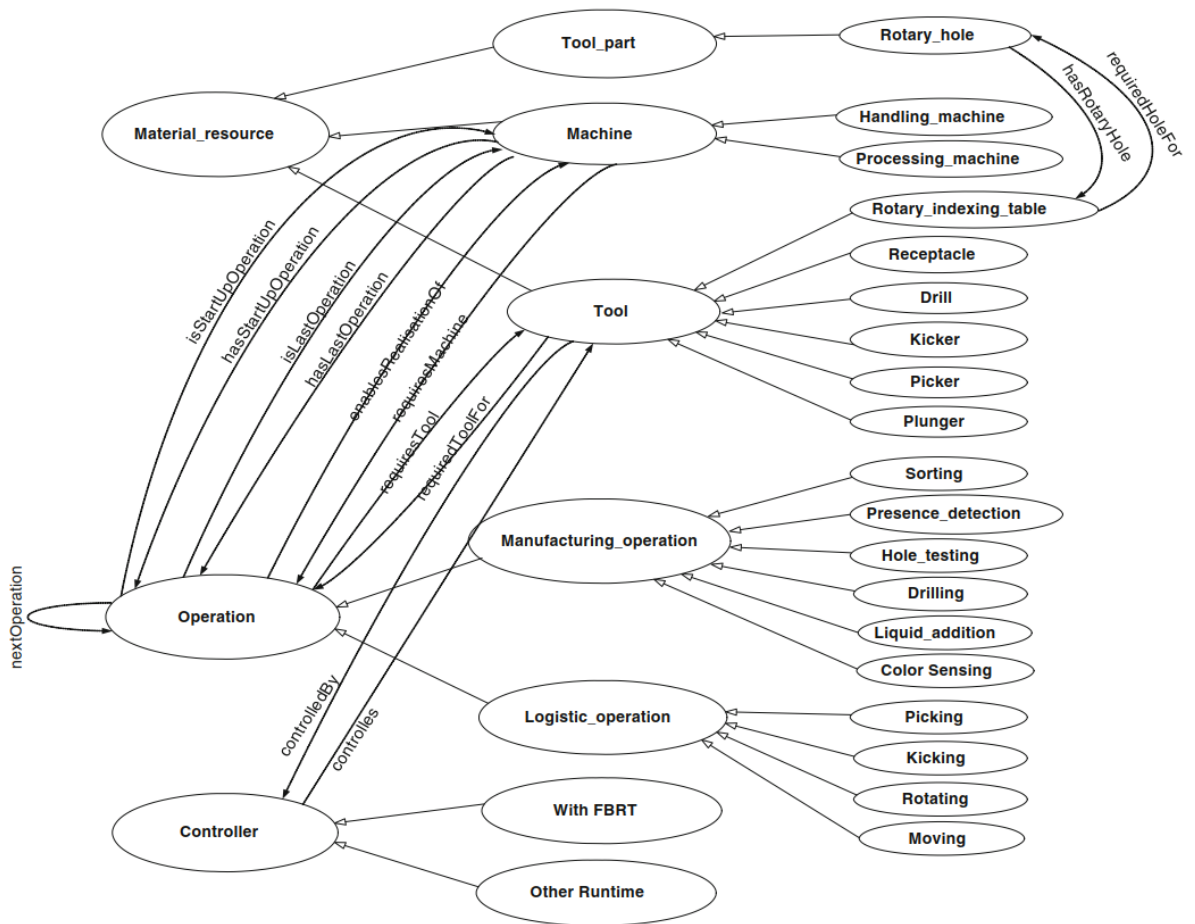 Tool_part
Rotary_hole
hasRotaryHole
requiredHoleFor
Material_resource
Machine
Handling_machine
Processing_machine
Rotary_indexing_table
Receptacle
Tool
Drill
Kicker
Picker
Plunger
isStartUpOperation
hasStartUpOperation
isLastOperation
hasLastOperation
enablesRealisationOf
requiresMachine
requiresTool
requiredToolFor
Sorting
Manufacturing_operation
Presence_detection
Hole_testing
Drilling
Liquid_addition
Color Sensing
nextOperation
Operation
controlledBy
controlles
Logistic_operation
Picking
Kicking
Rotating
Moving
Controller
With FBRT
Other Runtime